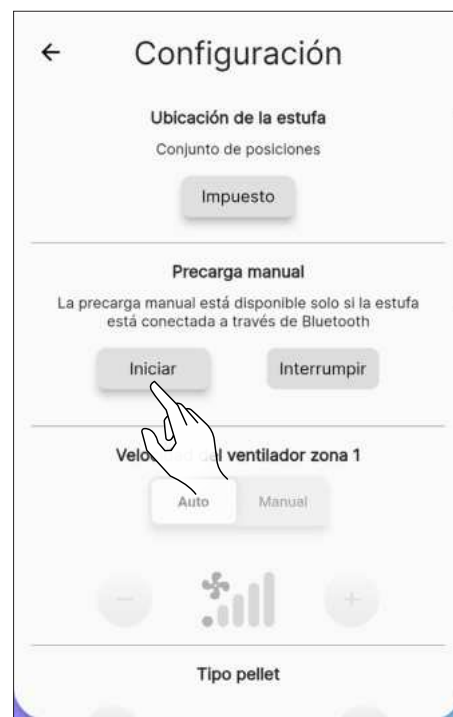 Configuración
Ubicación de la estufa
Conjunto de posiciones
Impuesto
Precarga manual
La precarga manual está disponible solo si la estufa
está conectada a través de Bluetooth
Iniciar Interrumpir
del ventilador zona 1
Auto Manual
Tipo pellet